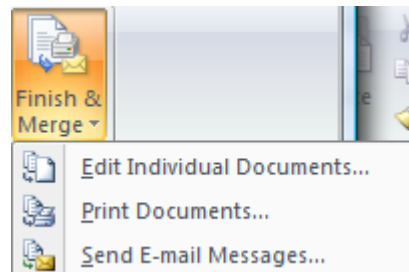 Finish &
Merge
Edit Individual Documents...
Print Documents...
Send E-mail Messages...